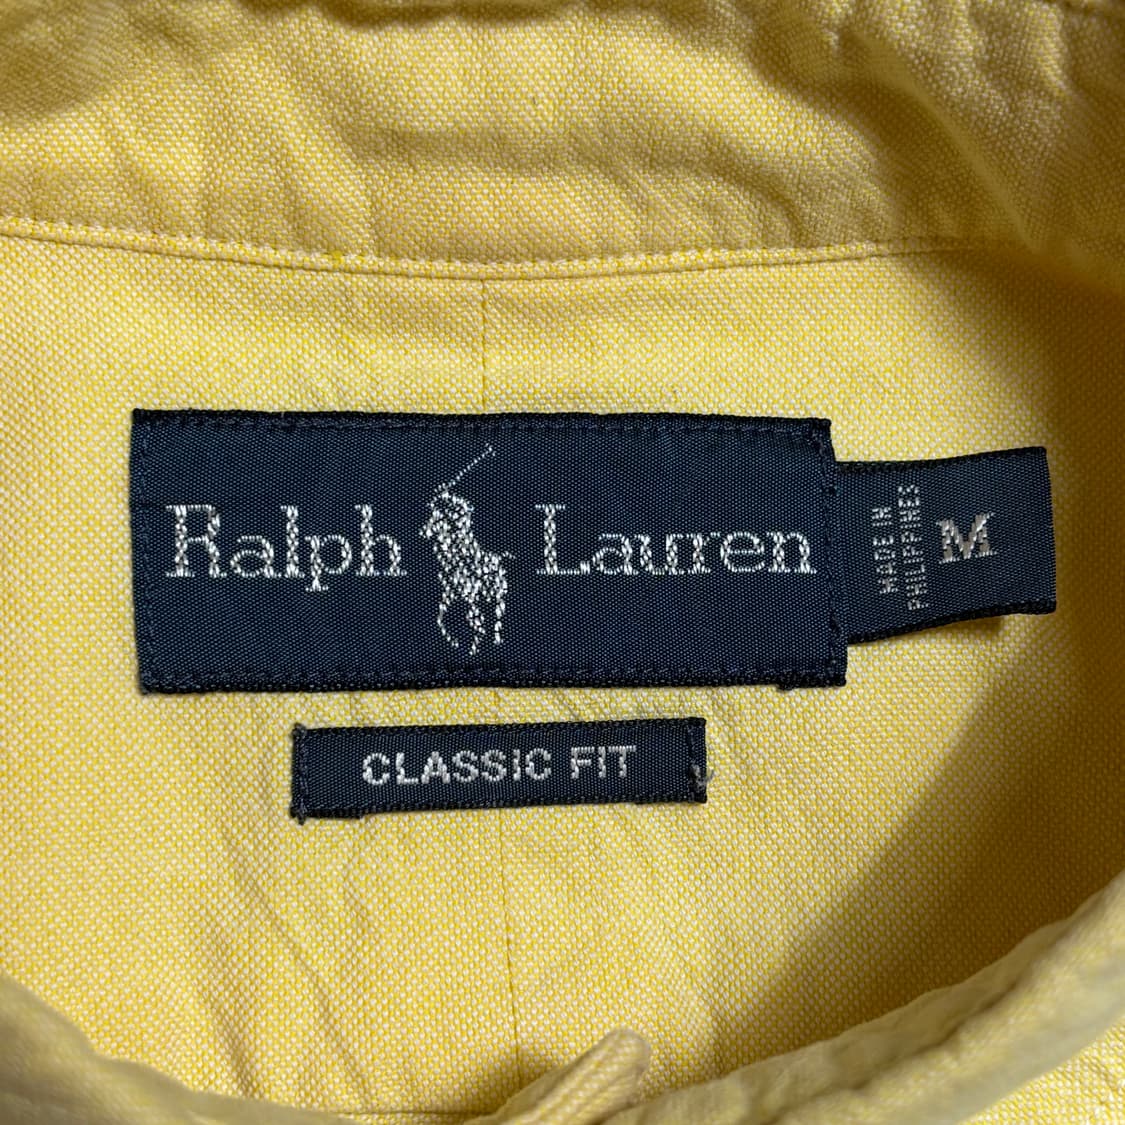 Ralph Lauren
MADE IN
PHILIPPINES
M
CLASSIC FIT